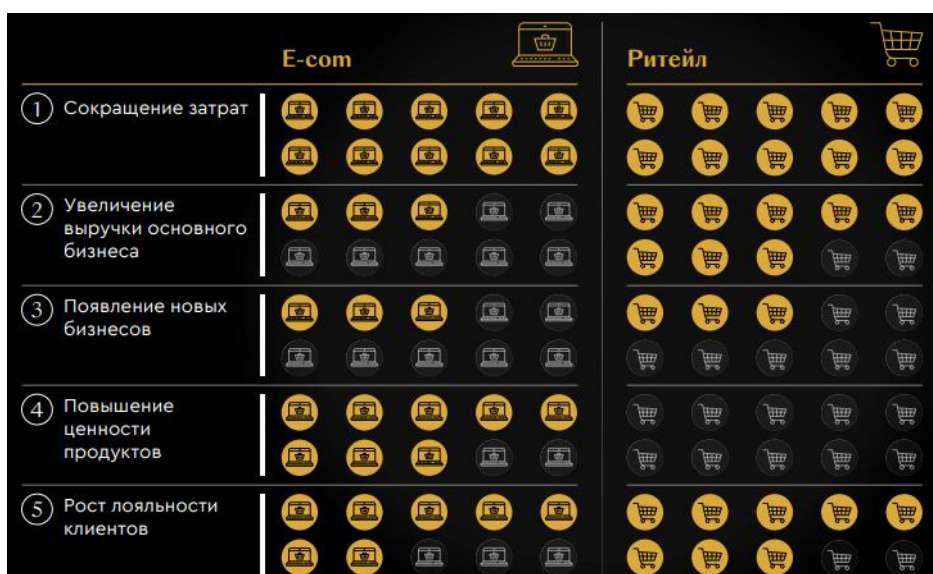 E-com
Ритейл
1 Сокращение затрат
2 Увеличение
выручки основного
бизнеса
3 Появление новых
бизнесов
4 Повышение
ценности
продуктов
5 Рост лояльности
клиентов